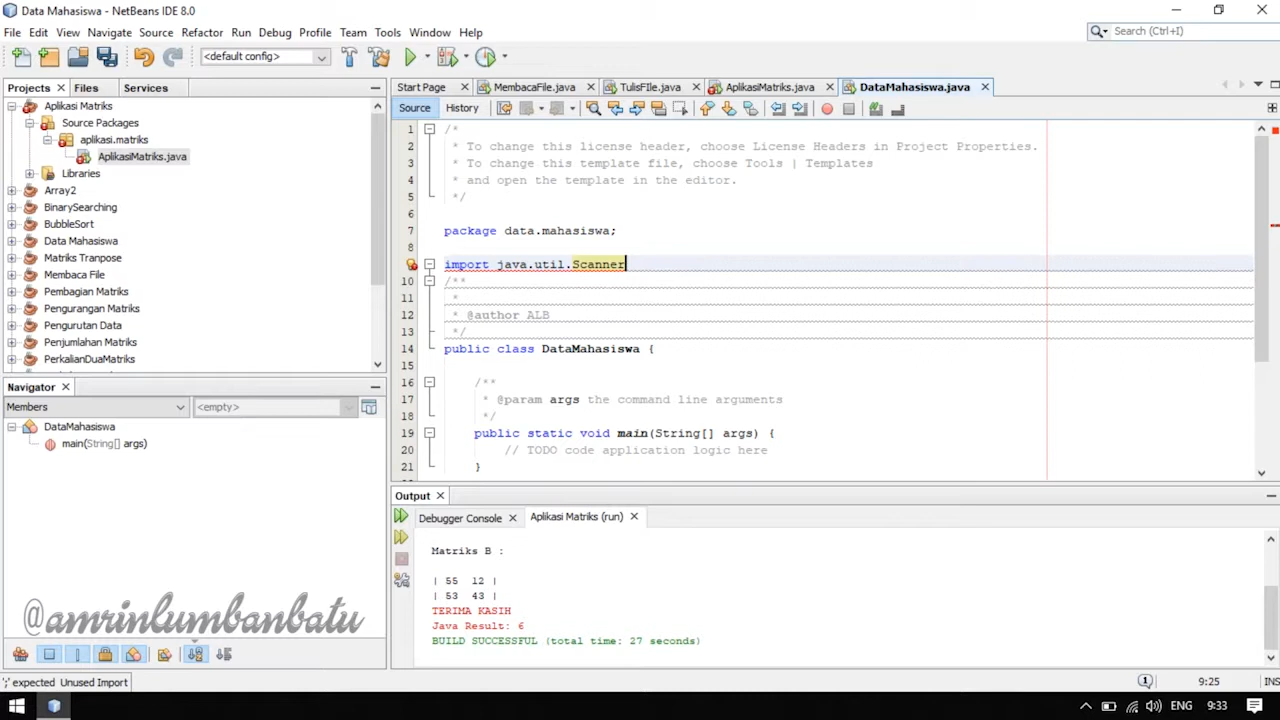 Data Mahasiswa - NetBeans IDE 8.0
File Edit View Navigate Source Refactor Run Debug Profile Team Tools Window Help
Search (Ctrl+I)
<default config>
Projects Files Services
Start Page MembacaFile.java TulisFIle.java AplikasiMatriks.java DataMahasiswa.java
Source History
Aplikasi Matriks
Source Packages
aplikasi.matriks
AplikasiMatriks.java
Libraries
Array2
BinarySearching
BubbleSort
Data Mahasiswa
Matriks Tranpose
Membaca File
Pembagian Matriks
Pengurangan Matriks
Pengurutan Data
Penjumlahan Matriks
PerkalianDuaMatriks
1 /*
2 * To change this license header, choose License Headers in Project Properties.
3 * To change this template file, choose Tools | Templates
4 * and open the template in the editor.
5 */
6
7 package data.mahasiswa;
8
import java.util.Scanner
10 /**
11 *
12 * @author ALB
13 */
14 public class DataMahasiswa {
15
16 /**
17 * @param args the command line arguments
18 */
19 public static void main(String[] args) {
20 // TODO code application logic here
21 }
Navigator
Members <empty>
DataMahasiswa
main(String[] args)
Output
Debugger Console Aplikasi Matriks (run)
Matriks B :
| 55 12 |
| 53 43 |
TERIMA KASIH
Java Result: 6
BUILD SUCCESSFUL (total time: 27 seconds)
@amrinlumbanbatu
';' expected Unused Import
1 9:25 INS
ENG 9:33